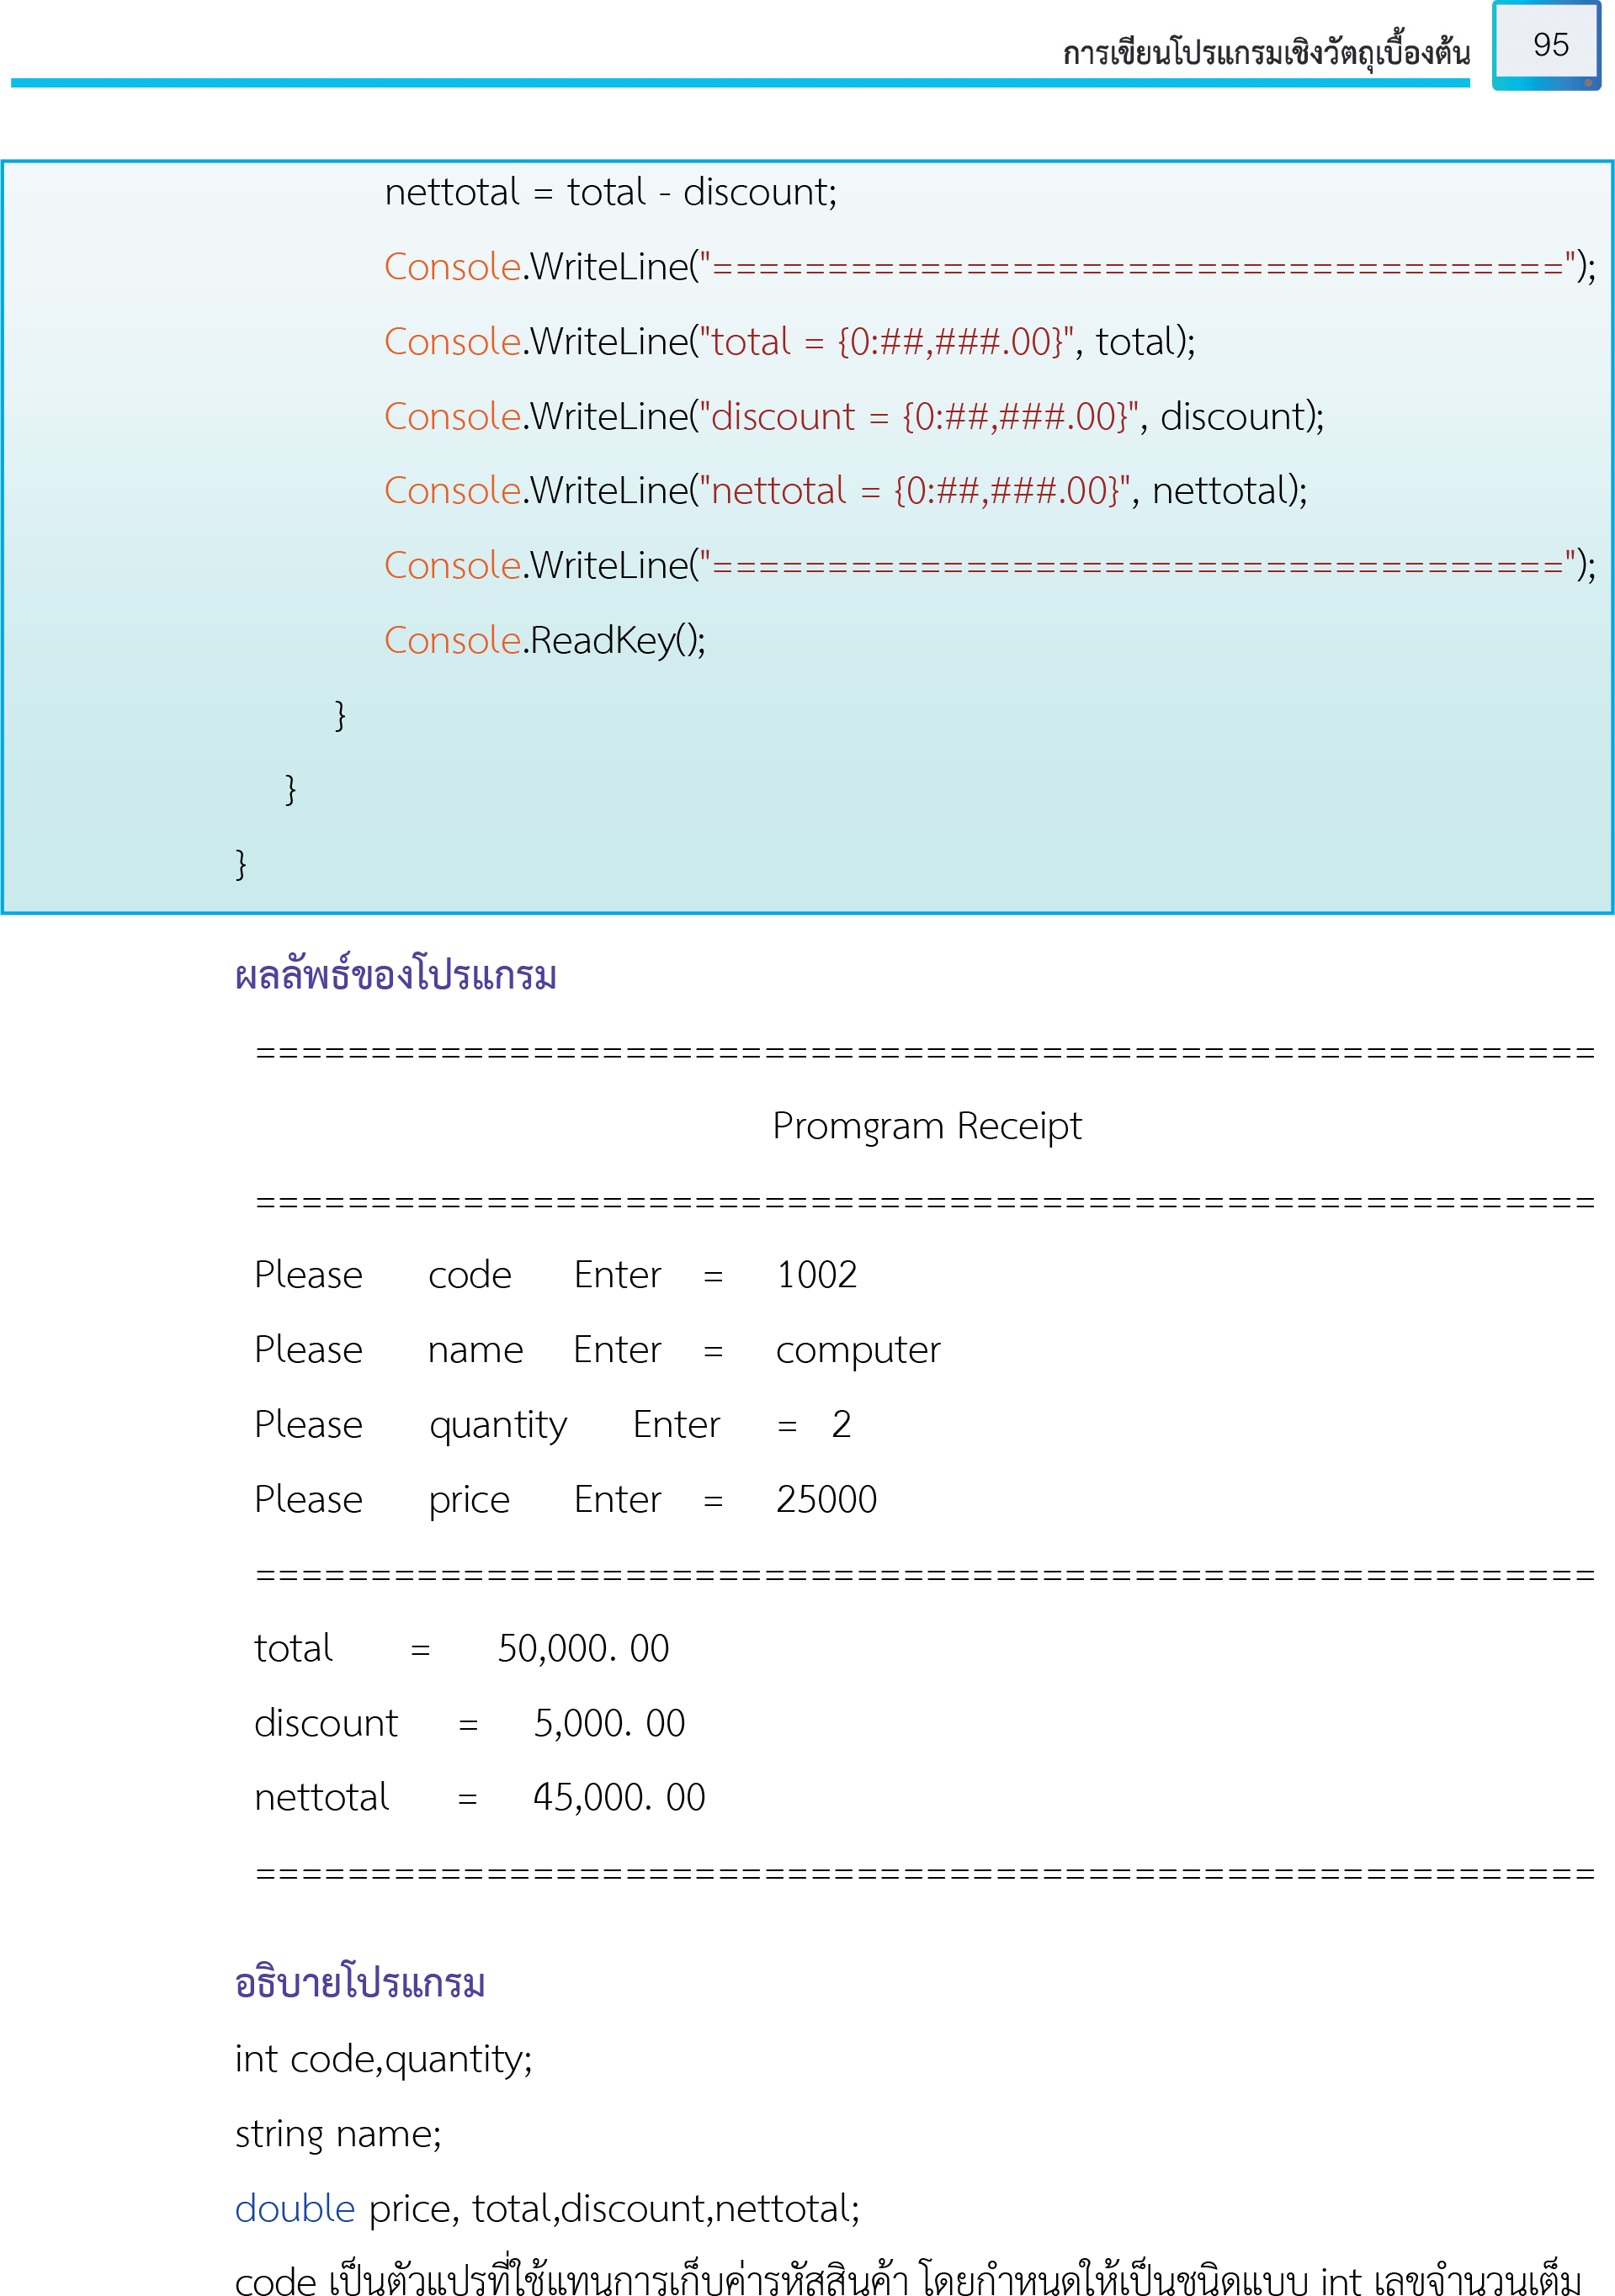 การเขียนโปรแกรมเชิงวัตถุเบื้องต้น 95
nettotal = total - discount;
Console.WriteLine("=====================================");
Console.WriteLine("total = {0:##,###.00}", total);
Console.WriteLine("discount = {0:##,###.00}", discount);
Console.WriteLine("nettotal = {0:##,###.00}", nettotal);
Console.WriteLine("=====================================");
Console.ReadKey();
}
}
}
ผลลัพธ์ของโปรแกรม
==========================================================
Promgram Receipt
==========================================================
Please code Enter = 1002
Please name Enter = computer
Please quantity Enter = 2
Please price Enter = 25000
==========================================================
total = 50,000. 00
discount = 5,000. 00
nettotal = 45,000. 00
==========================================================
อธิบายโปรแกรม
int code,quantity;
string name;
double price, total,discount,nettotal;
code เป็นตัวแปรที่ใช้แทนการเก็บค่ารหัสสินค้า โดยกำหนดให้เป็นชนิดแบบ int เลขจำนวนเต็ม